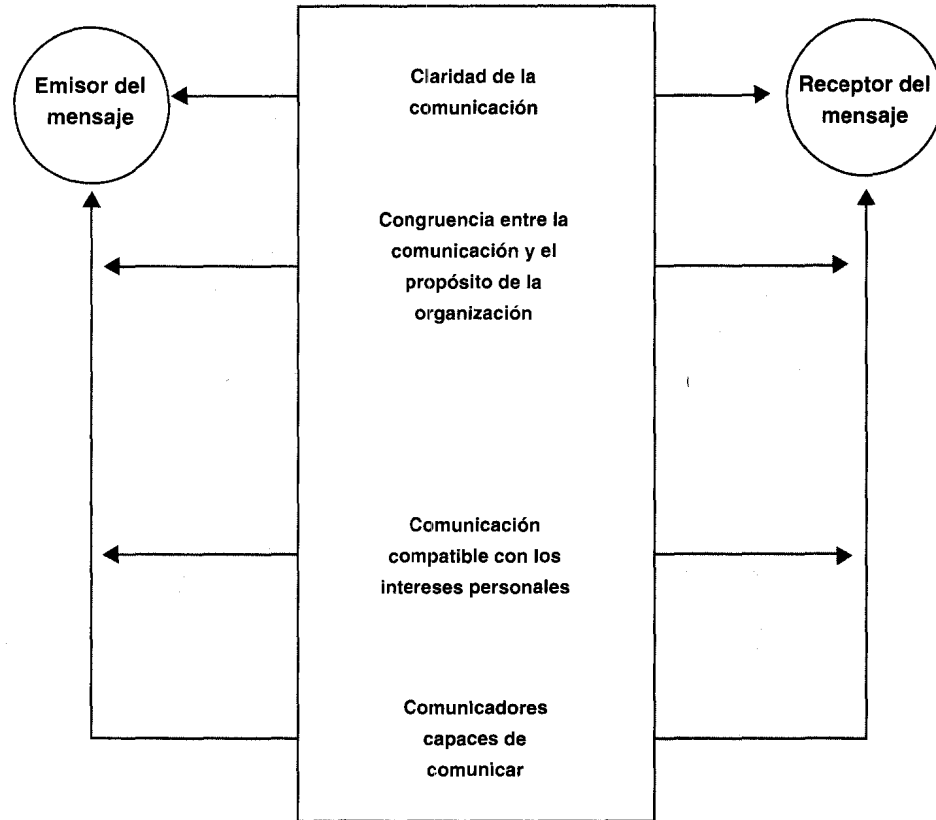 Emisor del
mensaje
Claridad de la
comunicación
Receptor del
mensaje
Congruencia entre la
comunicación y el
propósito de la
organización
Comunicación
compatible con los
intereses personales
Comunicadores
capaces de
comunicar